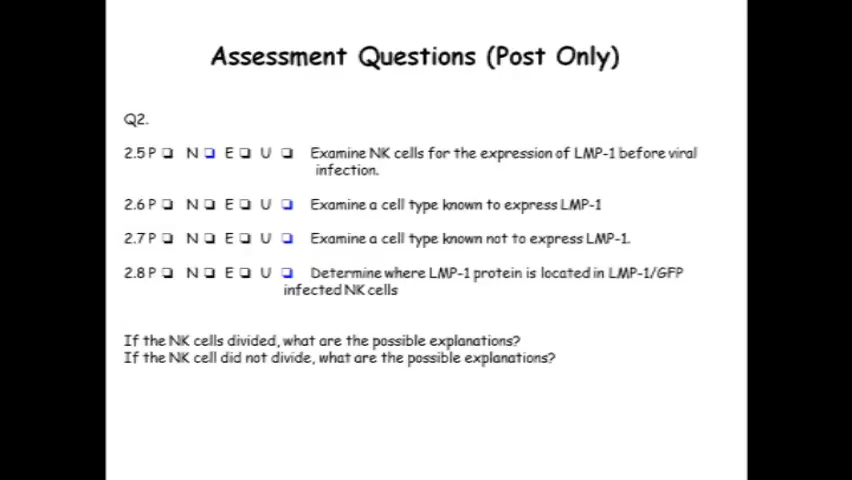 Assessment Questions (Post Only)
Q2.
2.5 P ❑ N ❑ E ❑ U ❑ Examine NK cells for the expression of LMP-1 before viral
infection.
2.6 P ❑ N ❑ E ❑ U ❑ Examine a cell type known to express LMP-1
2.7 P ❑ N ❑ E ❑ U ❑ Examine a cell type known not to express LMP-1.
2.8 P ❑ N ❑ E ❑ U ❑ Determine where LMP-1 protein is located in LMP-1/GFP
infected NK cells
If the NK cells divided, what are the possible explanations?
If the NK cell did not divide, what are the possible explanations?